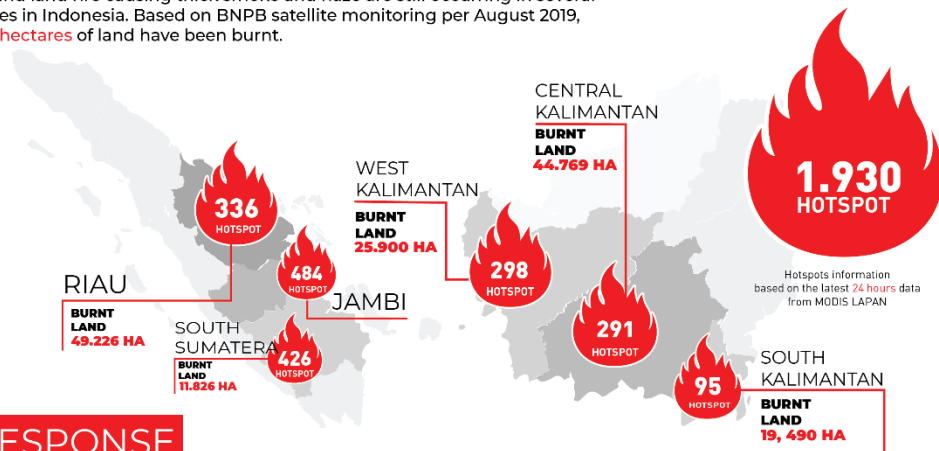 es in Indonesia. Based on BNPB satellite monitoring per August 2019,
hectares of land have been burnt.
CENTRAL
KALIMANTAN
BURNT
LAND
44.769 HA
1.930
HOTSPOT
Hotspots information
based on the latest 24 hours data
from MODIS LAPAN
WEST
KALIMANTAN
BURNT
LAND
25.900 HA
336
HOTSPOT
484
HOTSPOT
298
HOTSPOT
RIAU
BURNT
LAND
49.226 HA
JAMBI
SOUTH
SUMATERA
BURNT
LAND
11.826 HA
426
HOTSPOT
291
HOTSPOT
95
HOTSPOT
SOUTH
KALIMANTAN
BURNT
LAND
19, 490 HA
ESPONSE